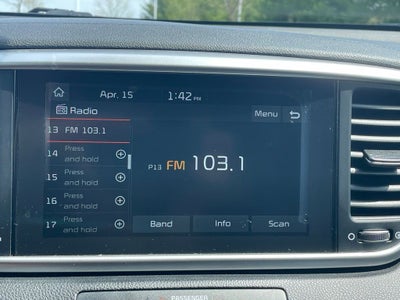 Apr. 15 1:42 PM
Radio
Menu
13 FM 103.1
14 Press and hold
15 Press and hold
16 Press and hold
17 Press and hold
P13 FM 103.1
Band Info Scan
PASSENGER